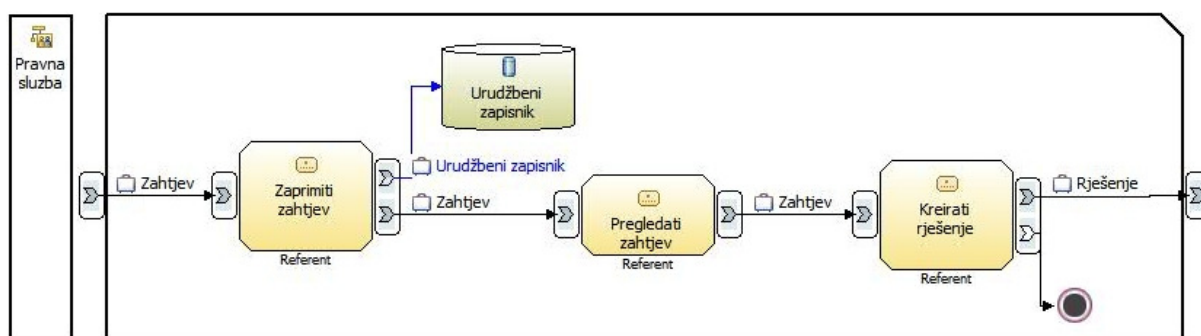 Pravna
sluzba
Urudžbeni
zapisnik
Urudžbeni zapisnik
Zahtjev
Zaprimiti
zahtjev
Referent
Zahtjev
Pregledati
zahtjev
Referent
Zahtjev
Kreirati
rješenje
Referent
Rješenje